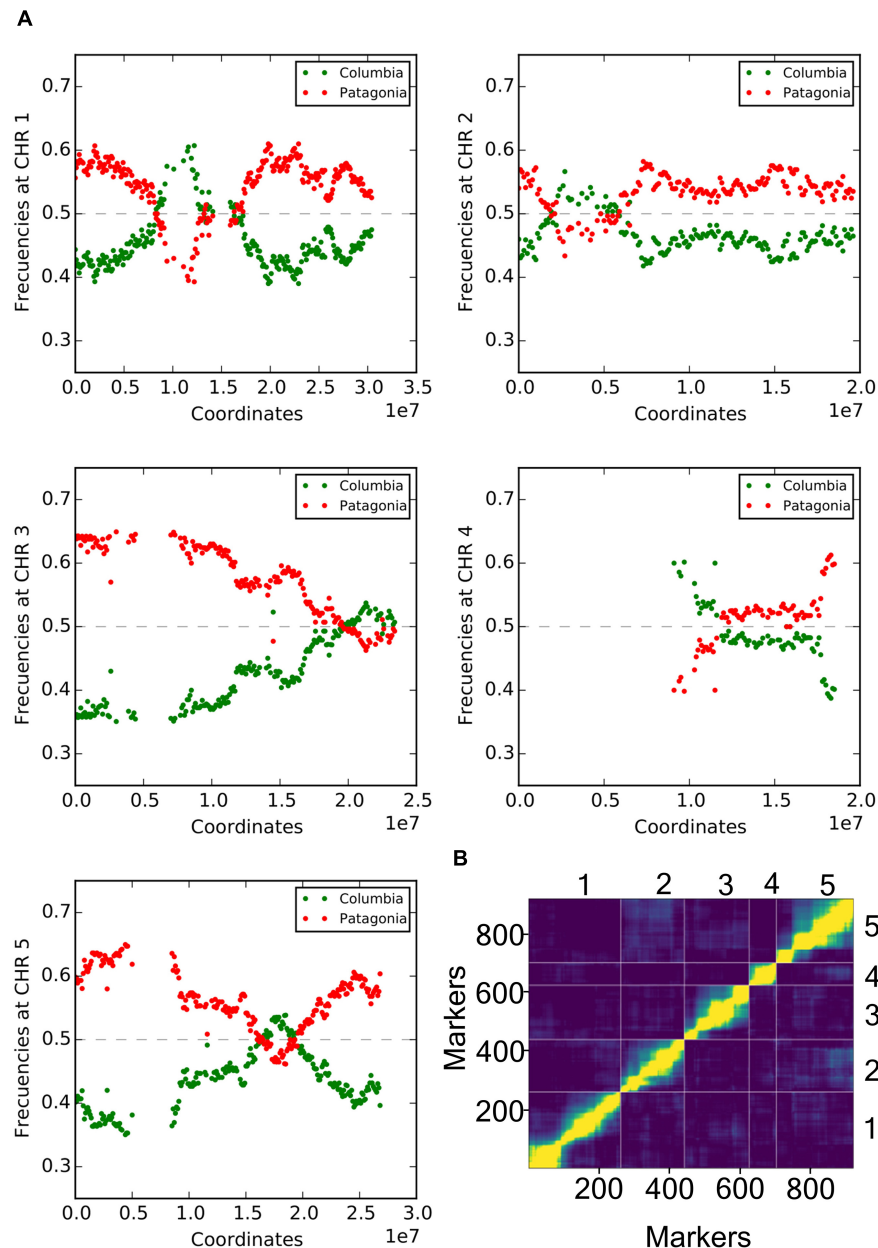 A
Frecuencies at CHR 1
0.7
0.6
0.5
0.4
0.3
Columbia
Patagonia
0.0 0.5 1.0 1.5 2.0 2.5 3.0 3.5
1e7
Coordinates
Frecuencies at CHR 2
0.7
0.6
0.5
0.4
0.3
Columbia
Patagonia
0.0 0.5 1.0 1.5 2.0
1e7
Coordinates
Frecuencies at CHR 3
0.7
0.6
0.5
0.4
0.3
Columbia
Patagonia
0.0 0.5 1.0 1.5 2.0 2.5
1e7
Coordinates
Frecuencies at CHR 4
0.7
0.6
0.5
0.4
0.3
Columbia
Patagonia
0.0 0.5 1.0 1.5 2.0
1e7
Coordinates
Frecuencies at CHR 5
0.7
0.6
0.5
0.4
0.3
Columbia
Patagonia
0.0 0.5 1.0 1.5 2.0 2.5 3.0
1e7
Coordinates
B
1 2 3 4 5
Markers
800
600
400
200
5
4
3
2
1
200 400 600 800
Markers